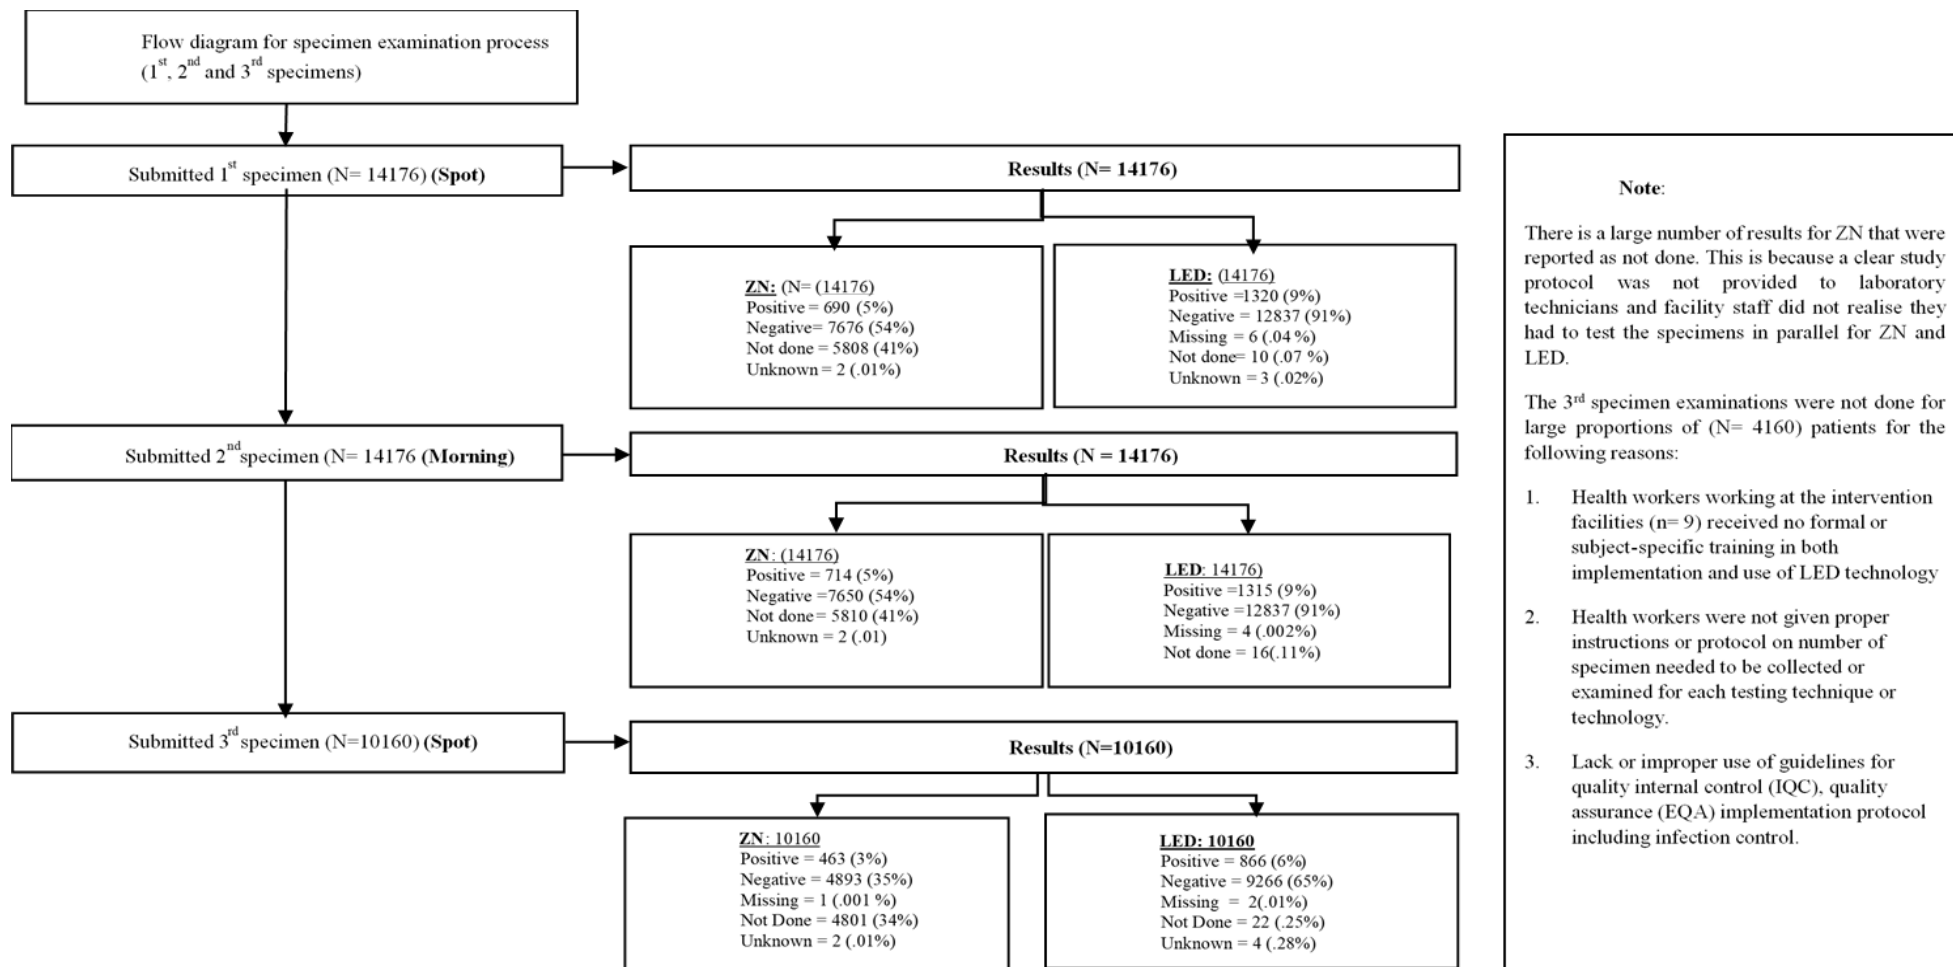 Flow diagram for specimen examination process
(1st, 2nd and 3rd specimens)
Submitted 1st specimen (N= 14176) (Spot)
Results (N= 14176)
ZN: (N= (14176)
Positive = 690 (5%)
Negative= 7676 (54%)
Not done = 5808 (41%)
Unknown = 2 (.01%)
LED: (14176)
Positive =1320 (9%)
Negative = 12837 (91%)
Missing = 6 (.04 %)
Not done= 10 (.07 %)
Unknown = 3 (.02%)
Submitted 2nd specimen (N= 14176 (Morning)
Results (N = 14176)
ZN: (14176)
Positive = 714 (5%)
Negative =7650 (54%)
Not done = 5810 (41%)
Unknown = 2 (.01)
LED: 14176)
Positive =1315 (9%)
Negative =12837 (91%)
Missing = 4 (.002%)
Not done = 16(.11%)
Submitted 3rd specimen (N=10160) (Spot)
Results (N=10160)
ZN: 10160
Positive = 463 (3%)
Negative = 4893 (35%)
Missing = 1 (.001 %)
Not Done = 4801 (34%)
Unknown = 2 (.01%)
LED: 10160
Positive = 866 (6%)
Negative = 9266 (65%)
Missing = 2(.01%)
Not Done = 22 (.25%)
Unknown = 4 (.28%)
Note:
There is a large number of results for ZN that were
reported as not done. This is because a clear study
protocol was not provided to laboratory
technicians and facility staff did not realise they
had to test the specimens in parallel for ZN and
LED.
The 3rd specimen examinations were not done for
large proportions of (N= 4160) patients for the
following reasons:
1. Health workers working at the intervention
facilities (n= 9) received no formal or
subject-specific training in both
implementation and use of LED technology
2. Health workers were not given proper
instructions or protocol on number of
specimen needed to be collected or
examined for each testing technique or
technology.
3. Lack or improper use of guidelines for
quality internal control (IQC), quality
assurance (EQA) implementation protocol
including infection control.